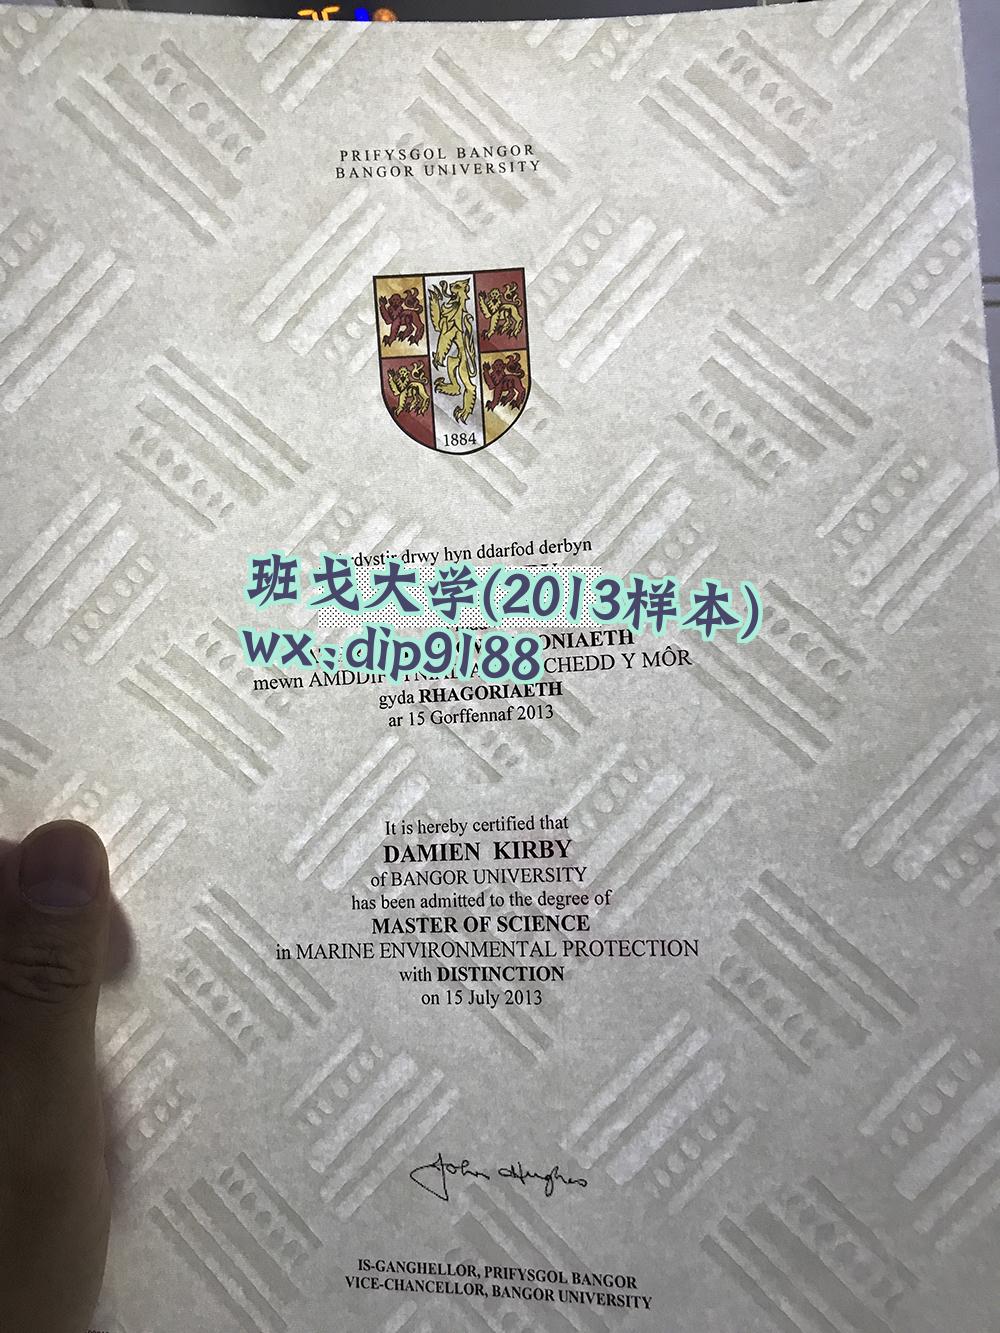 PRIFYSGOL BANGOR
BANGOR UNIVERSITY
1884
drwy hyn ddarfod derbyn
班戈大学(2013样本)
wx:dip9188
mewn CHEDD Y MÔR
gyda RHAGORIAETH
ar 15 Gorffennaf 2013
It is hereby certified that
DAMIEN KIRBY
of BANGOR UNIVERSITY
has been admitted to the degree of
MASTER OF SCIENCE
in MARINE ENVIRONMENTAL PROTECTION
with DISTINCTION
on 15 July 2013
John Hughes
IS-GANGHELLOR, PRIFYSGOL BANGOR
VICE-CHANCELLOR, BANGOR UNIVERSITY